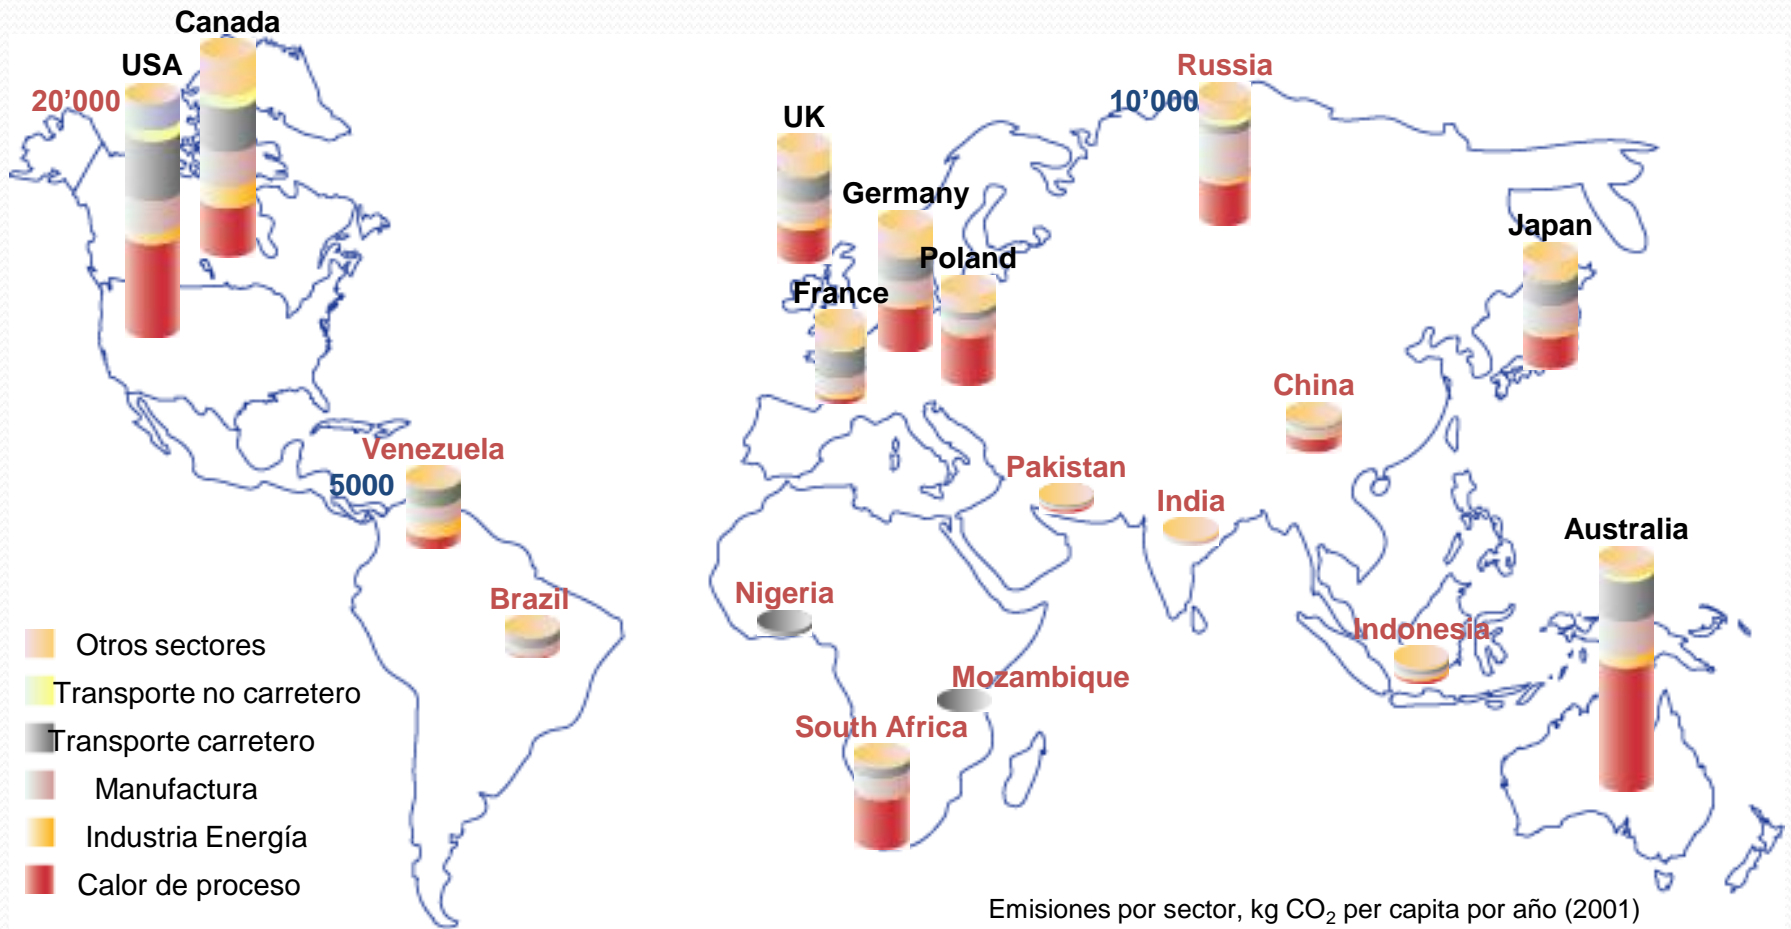 Canada
USA
20’000
Russia
10’000
UK
Germany
Japan
Poland
France
China
Venezuela
5000
Pakistan
India
Australia
Brazil
Nigeria
Indonesia
Mozambique
South Africa
Otros sectores
Transporte no carretero
Transporte carretero
Manufactura
Industria Energía
Calor de proceso
Emisiones por sector, kg CO₂ per capita por año (2001)